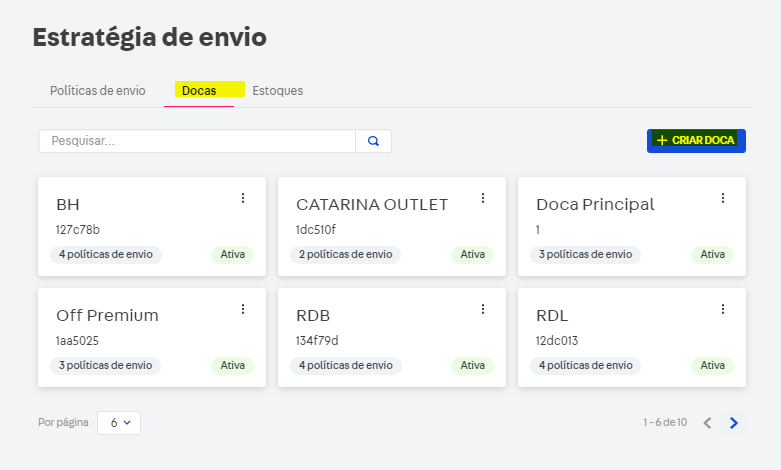 Estratégia de envio
Políticas de envio Docas Estoques
Pesquisar...
+ CRIAR DOCA
BH
127c78b
4 políticas de envio Ativa
CATARINA OUTLET
1dc510f
2 políticas de envio Ativa
Doca Principal
1
3 políticas de envio Ativa
Off Premium
1aa5025
3 políticas de envio Ativa
RDB
134f79d
4 políticas de envio Ativa
RDL
12dc013
4 políticas de envio Ativa
Por página 6 1 - 6 de 10